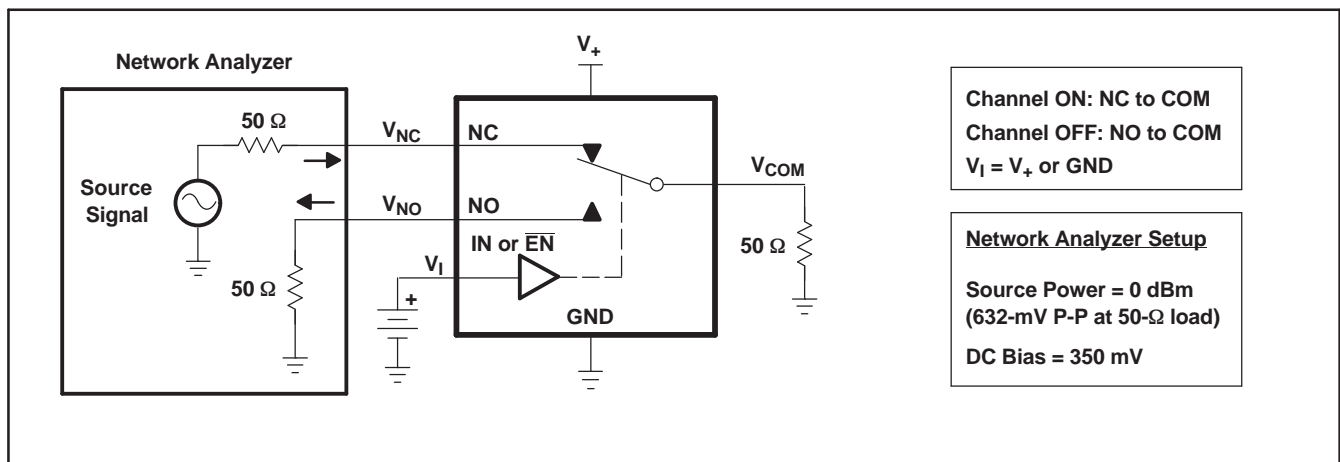 V+
Network Analyzer
50 Ω
VNC
NC
Source
Signal
VNO
NO
VCOM
50 Ω
IN or E̅N̅
VI
50 Ω
+
GND
Channel ON: NC to COM
Channel OFF: NO to COM
VI = V+ or GND
Network Analyzer Setup
Source Power = 0 dBm
(632-mV P-P at 50-Ω load)
DC Bias = 350 mV